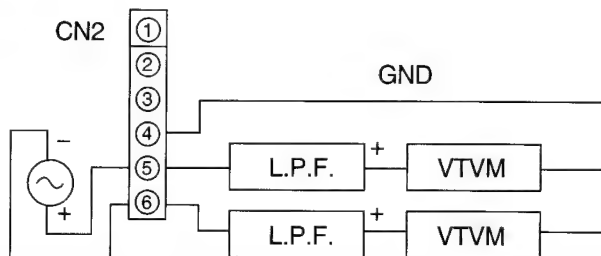 CN2 ①
②
③
GND
④
− 
⑤ L.P.F. + VTVM
+
⑥ L.P.F. + VTVM